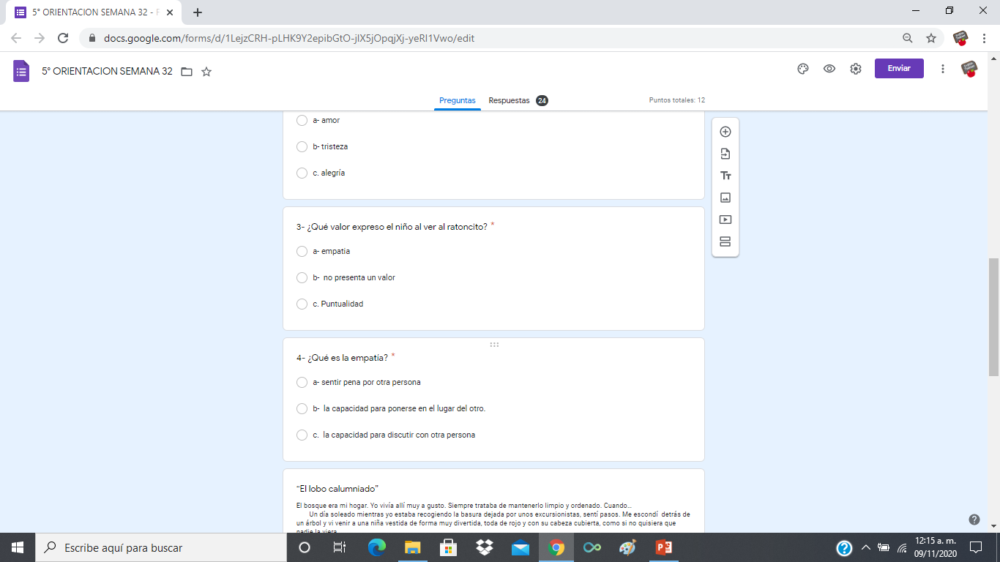 5° ORIENTACION SEMANA 32 - F
docs.google.com/forms/d/1LejzCRH-pLHK9Y2epibGtO-jIX5jOpqjXj-yeRI1Vwo/edit
5° ORIENTACION SEMANA 32
Enviar
Preguntas Respuestas 24 Puntos totales: 12
a- amor
b- tristeza
c. alegría
3- ¿Qué valor expreso el niño al ver al ratoncito? *
a- empatia
b- no presenta un valor
c. Puntualidad
4- ¿Qué es la empatía? *
a- sentir pena por otra persona
b- la capacidad para ponerse en el lugar del otro.
c. la capacidad para discutir con otra persona
“El lobo calumniado”
El bosque era mi hogar. Yo vivía allí muy a gusto. Siempre trataba de mantenerlo limpio y ordenado. Cuando...
Un día soleado mientras yo estaba recogiendo la basura dejada por unos excursionistas, sentí pasos. Me escondí detrás de
un árbol y vi venir a una niña vestida de forma muy divertida, toda de rojo y con su cabeza cubierta, como si no quisiera que
nadie la viera
Escribe aquí para buscar
12:15 a. m.
09/11/2020